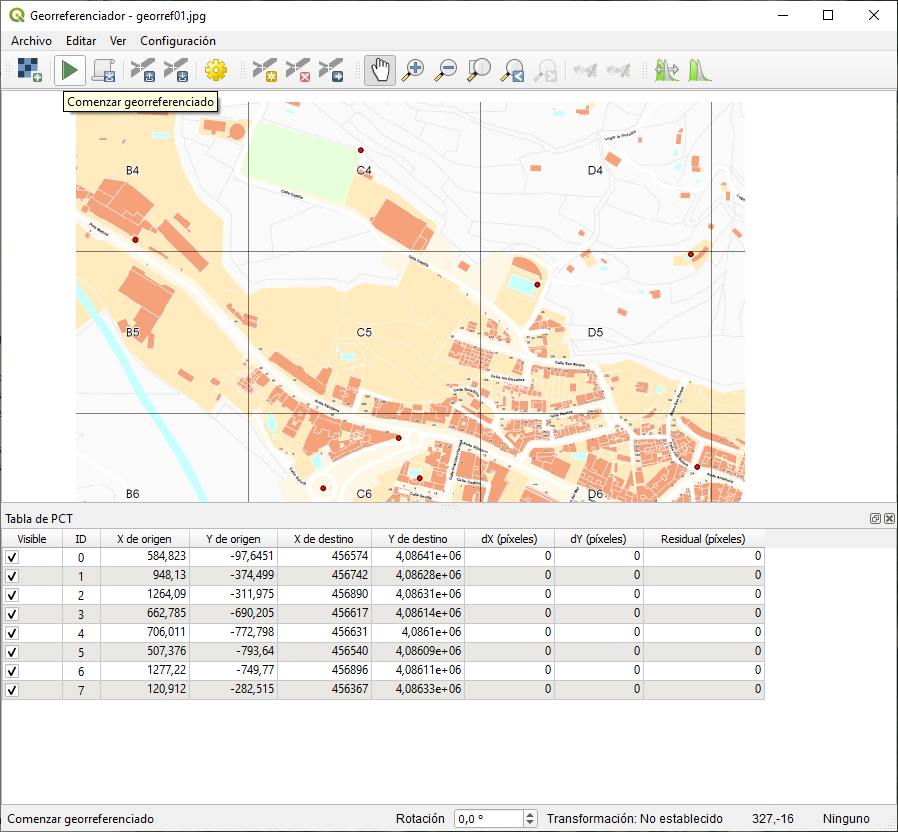 Georreferenciador - georref01.jpg
Archivo Editar Ver Configuración
Comenzar georreferenciado
B4
C4
D4
Calle Castilla
Calle Castilla
B5
C5
D5
Calle San Roque
B6
C6
D6
Tabla de PCT
Visible ID X de origen Y de origen X de destino Y de destino dX (píxeles) dY (píxeles) Residual (píxeles)
0 584,823 -97,6451 456574 4,08641e+06 0 0 0
1 948,13 -374,499 456742 4,08628e+06 0 0 0
2 1264,09 -311,975 456890 4,08631e+06 0 0 0
3 662,785 -690,205 456617 4,08614e+06 0 0 0
4 706,011 -772,798 456631 4,0861e+06 0 0 0
5 507,376 -793,64 456540 4,08609e+06 0 0 0
6 1277,22 -749,77 456896 4,08611e+06 0 0 0
7 120,912 -282,515 456367 4,08633e+06 0 0 0
Comenzar georreferenciado Rotación 0,0 ° Transformación: No establecido 327,-16 Ninguno